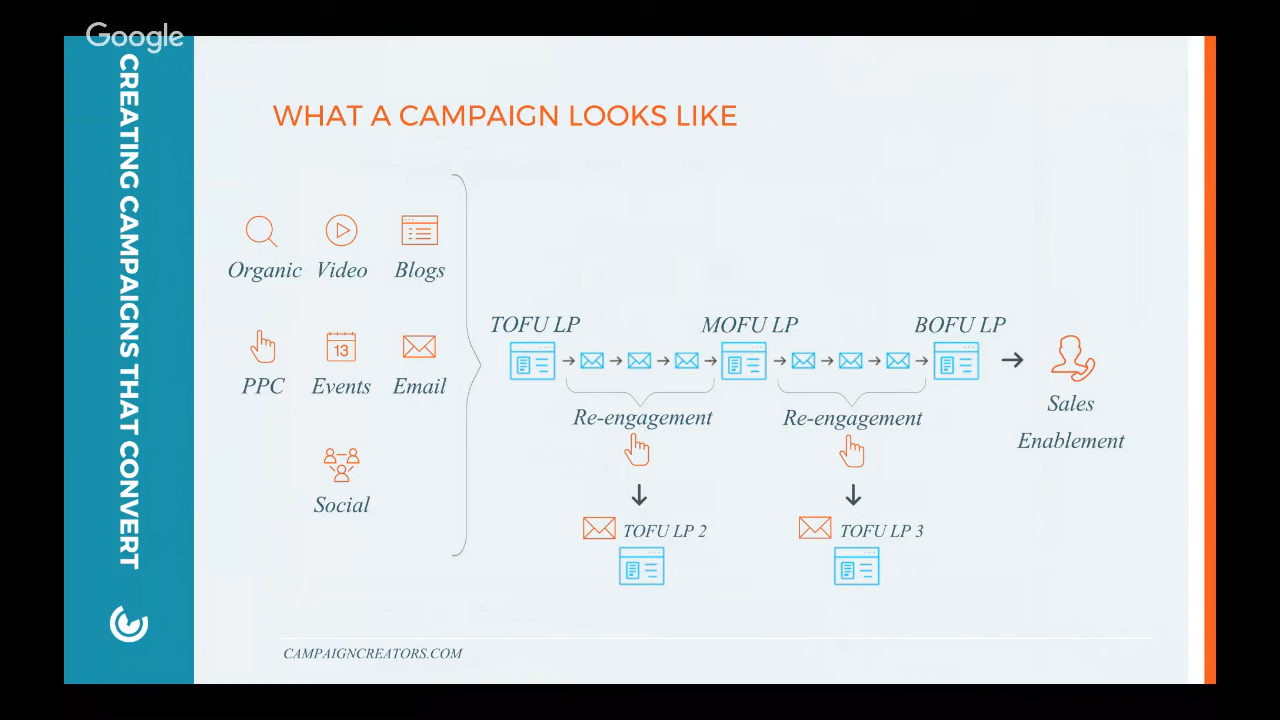 Google
CREATING CAMPAIGNS THAT CONVERT
WHAT A CAMPAIGN LOOKS LIKE
Organic Video Blogs
13
PPC Events Email
Social
TOFU LP MOFU LP BOFU LP
Re-engagement Re-engagement
Sales
Enablement
TOFU LP 2 TOFU LP 3
CAMPAIGNCREATORS.COM